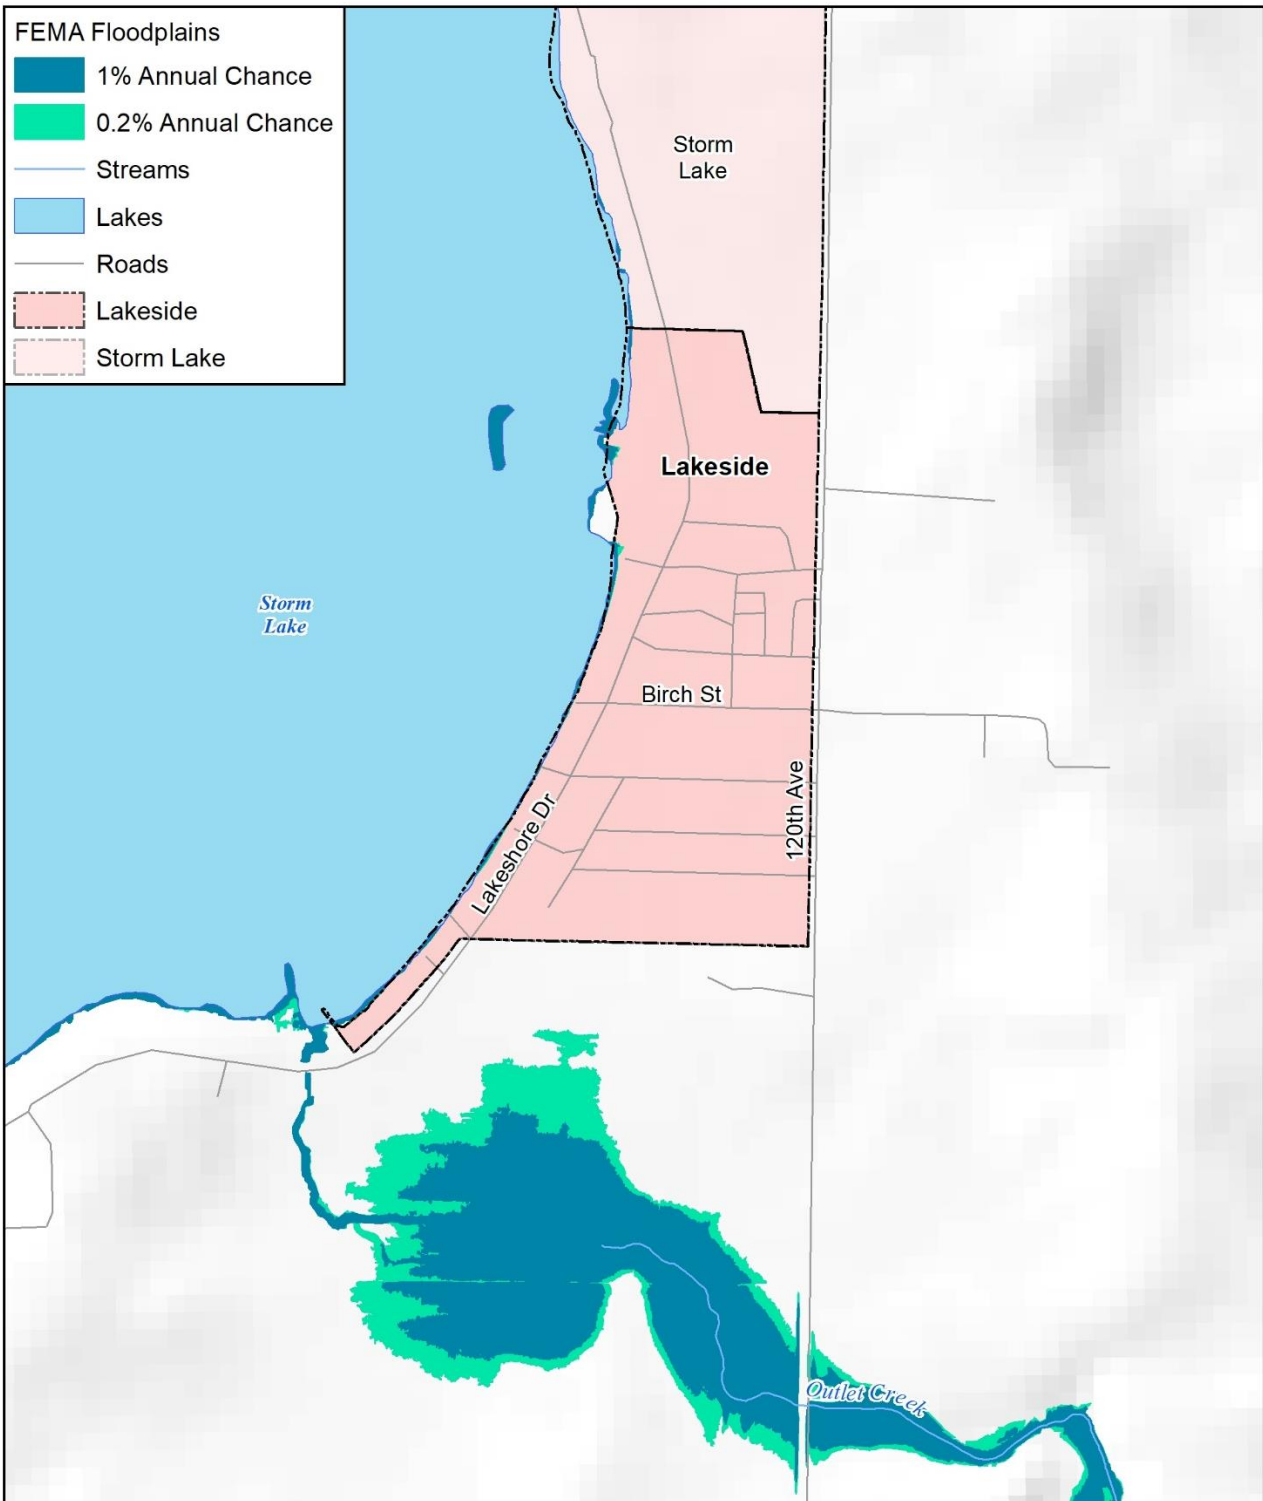 FEMA Floodplains
1% Annual Chance
0.2% Annual Chance
Streams
Lakes
Roads
Lakeside
Storm Lake
Storm
Lake
Lakeside
Storm
Lake
Birch St
120th Ave
Lakeshore Dr
Outlet Creek